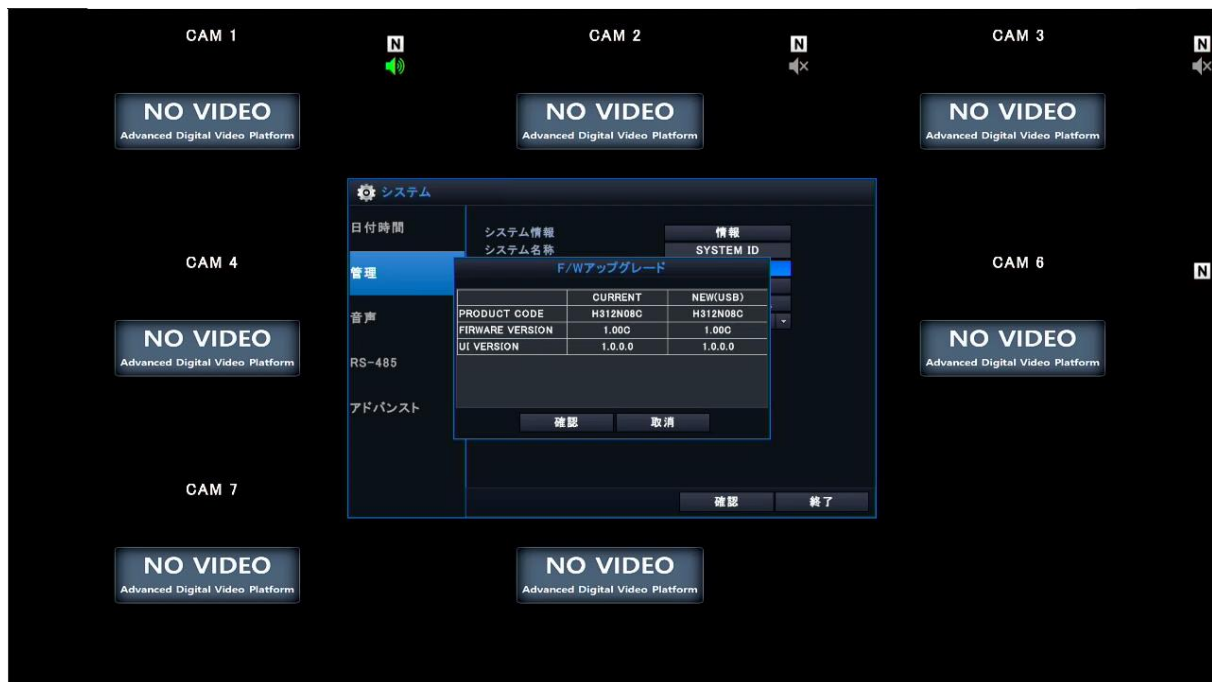 CAM 1
N
CAM 2
N
CAM 3
N
NO VIDEO
Advanced Digital Video Platform
NO VIDEO
Advanced Digital Video Platform
NO VIDEO
Advanced Digital Video Platform
システム
日付時間
システム情報 情報
システム名称 SYSTEM ID
CAM 4
管理
F/Wアップグレード
CAM 6
N
CURRENT NEW(USB)
PRODUCT CODE H312N08C H312N08C
FIRWARE VERSION 1.00C 1.00C
UI VERSION 1.0.0.0 1.0.0.0
音声
NO VIDEO
Advanced Digital Video Platform
NO VIDEO
Advanced Digital Video Platform
RS-485
アドバンスト
確認 取消
CAM 7
確認 終了
NO VIDEO
Advanced Digital Video Platform
NO VIDEO
Advanced Digital Video Platform